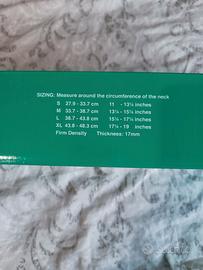 SIZING: Measure around the circumference of the neck
S 27.9 - 33.7 cm 11 - 13¼ inches
M 33.7 - 38.7 cm 13¼ - 15¼ inches
L 38.7 - 43.8 cm 15¼ - 17¼ inches
XL 43.8 - 48.3 cm 17¼ - 19 inches
Firm Density Thickness: 17mm